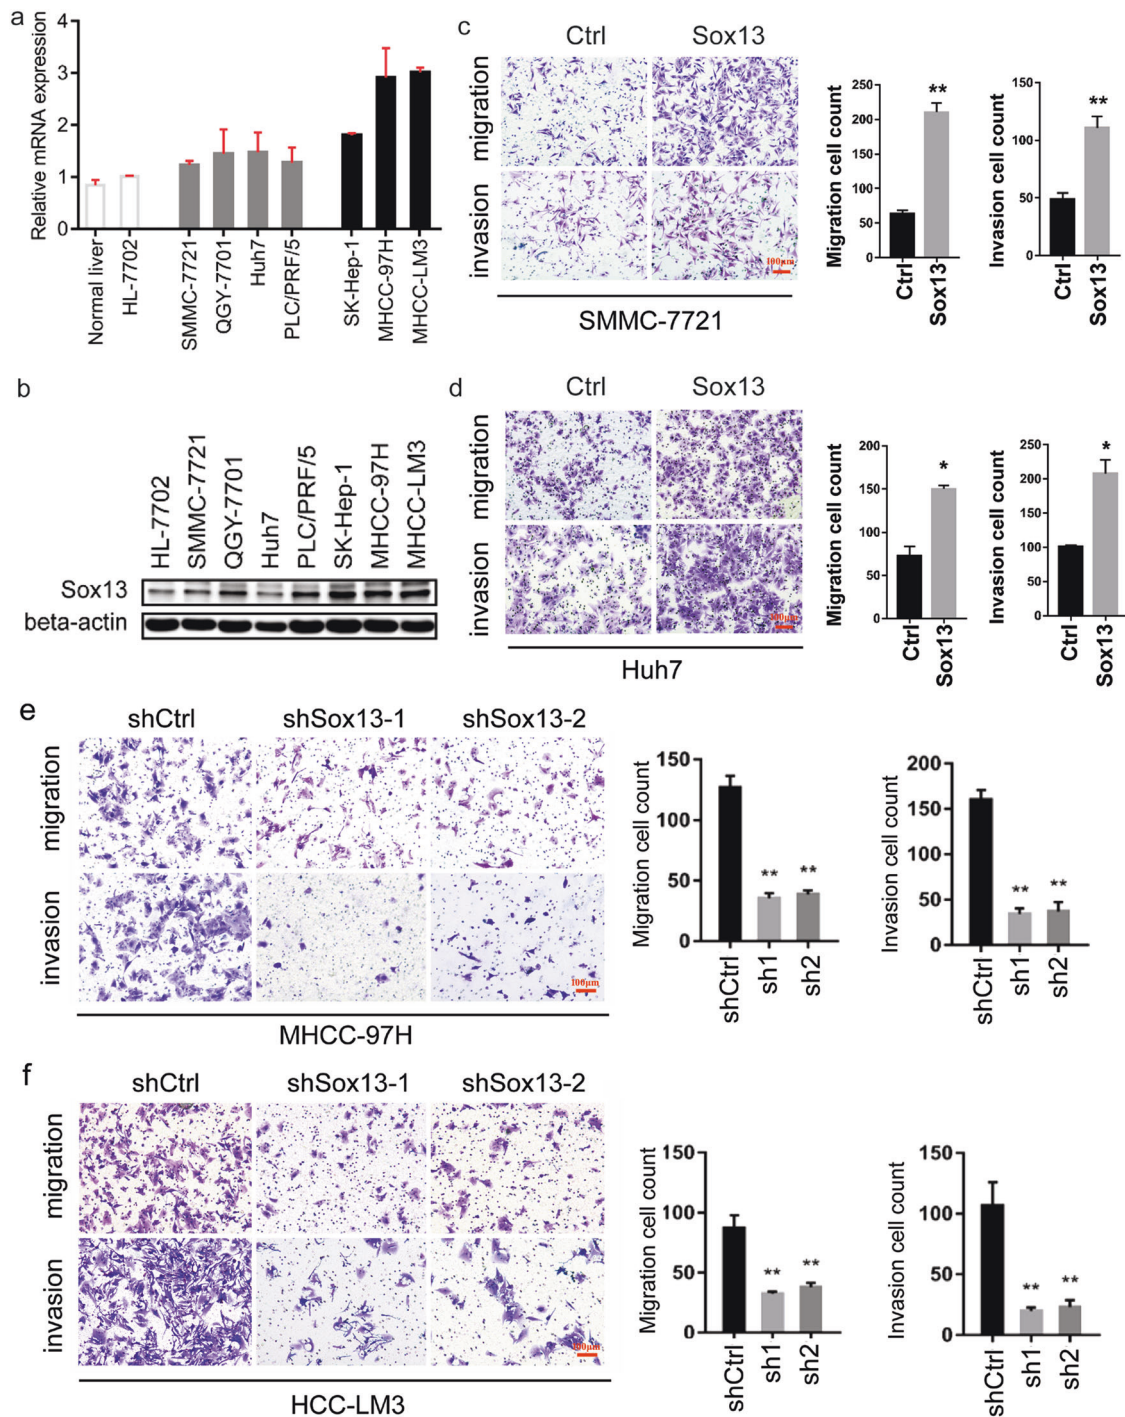 a
Relative mRNA expression
4
3
2
1
0
Normal liver
HL-7702
SMMC-7721
QGY-7701
Huh7
PLC/PRF/5
SK-Hep-1
MHCC-97H
MHCC-LM3
b
HL-7702
SMMC-7721
QGY-7701
Huh7
PLC/PRF/5
SK-Hep-1
MHCC-97H
MHCC-LM3
Sox13
beta-actin
c
Ctrl
Sox13
migration
invasion
100μm
SMMC-7721
Migration cell count
250
200
150
100
50
0
**
Ctrl
Sox13
Invasion cell count
150
100
50
0
**
Ctrl
Sox13
d
Ctrl
Sox13
migration
invasion
100μm
Huh7
Migration cell count
200
150
100
50
0
*
Ctrl
Sox13
Invasion cell count
250
200
150
100
50
0
*
Ctrl
Sox13
e
shCtrl
shSox13-1
shSox13-2
migration
invasion
100μm
MHCC-97H
Migration cell count
150
100
50
0
**
**
shCtrl
sh1
sh2
Invasion cell count
200
150
100
50
0
**
**
shCtrl
sh1
sh2
f
shCtrl
shSox13-1
shSox13-2
migration
invasion
100μm
HCC-LM3
Migration cell count
150
100
50
0
**
**
shCtrl
sh1
sh2
Invasion cell count
150
100
50
0
**
**
shCtrl
sh1
sh2